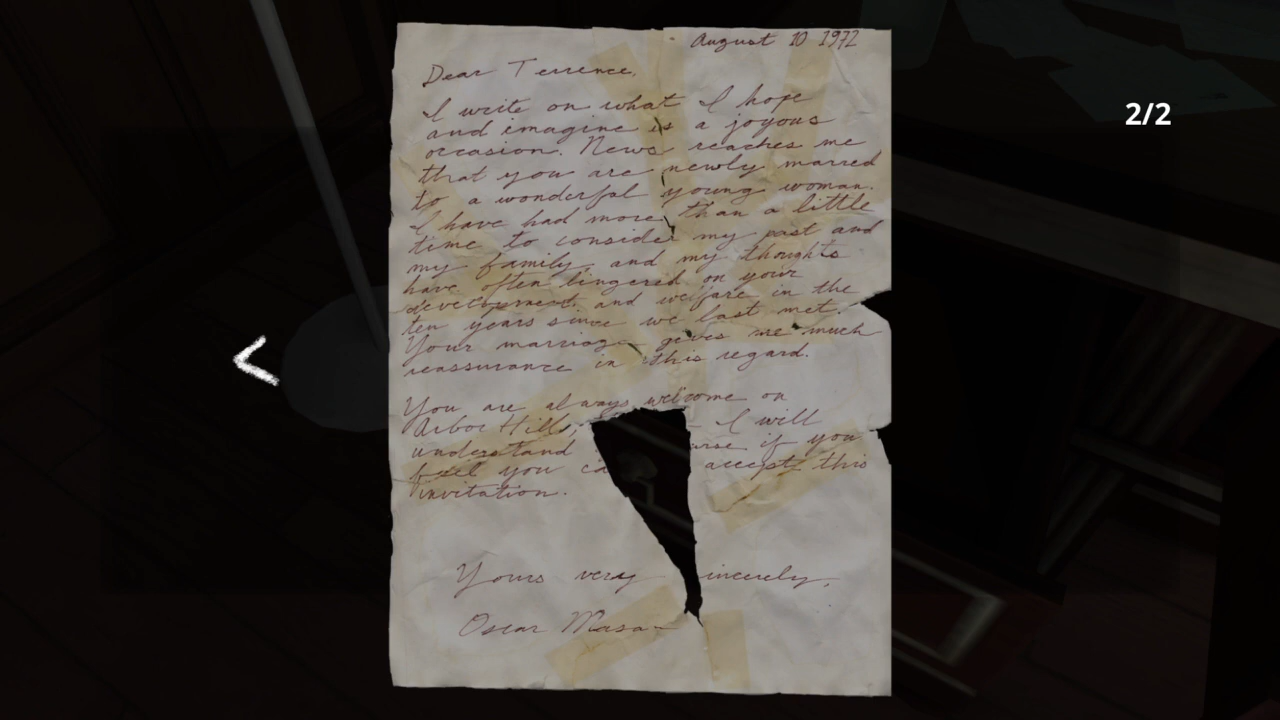 August 10 1972
2/2
Dear Terrence,
I write on what I hope
and imagine is a joyous
occasion. News reaches me
that you are newly married
to a wonderful young woman.
I have had more than a little
time to consider my past and
my family, and my thoughts
have often lingered on your
development and welfare in the
ten years since we last met.
Your marriage gives me much
reassurance in this regard.
You are always welcome on
Arbor Hills, I will
understand if you
feel you accept this
invitation.
Yours very incerely,
Oscar Mason